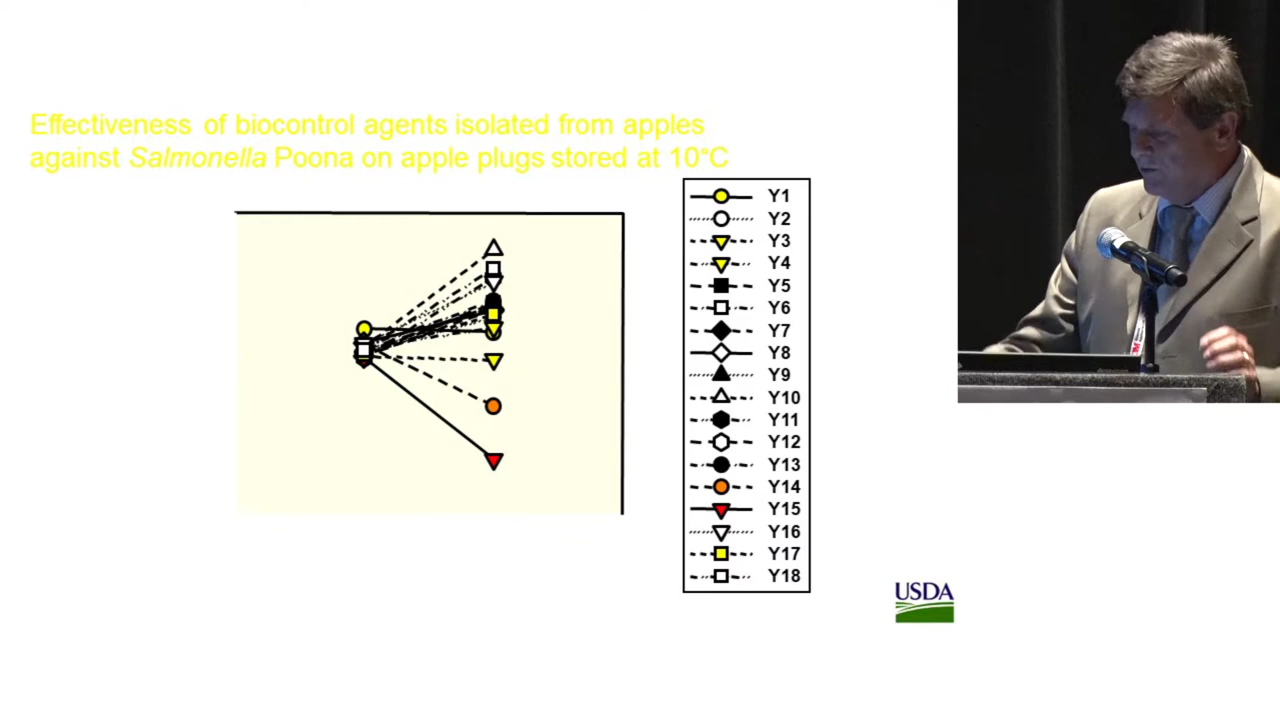 Effectiveness of biocontrol agents isolated from apples
against Salmonella Poona on apple plugs stored at 10°C
Y1
Y2
Y3
Y4
Y5
Y6
Y7
Y8
Y9
Y10
Y11
Y12
Y13
Y14
Y15
Y16
Y17
Y18
USDA
3M